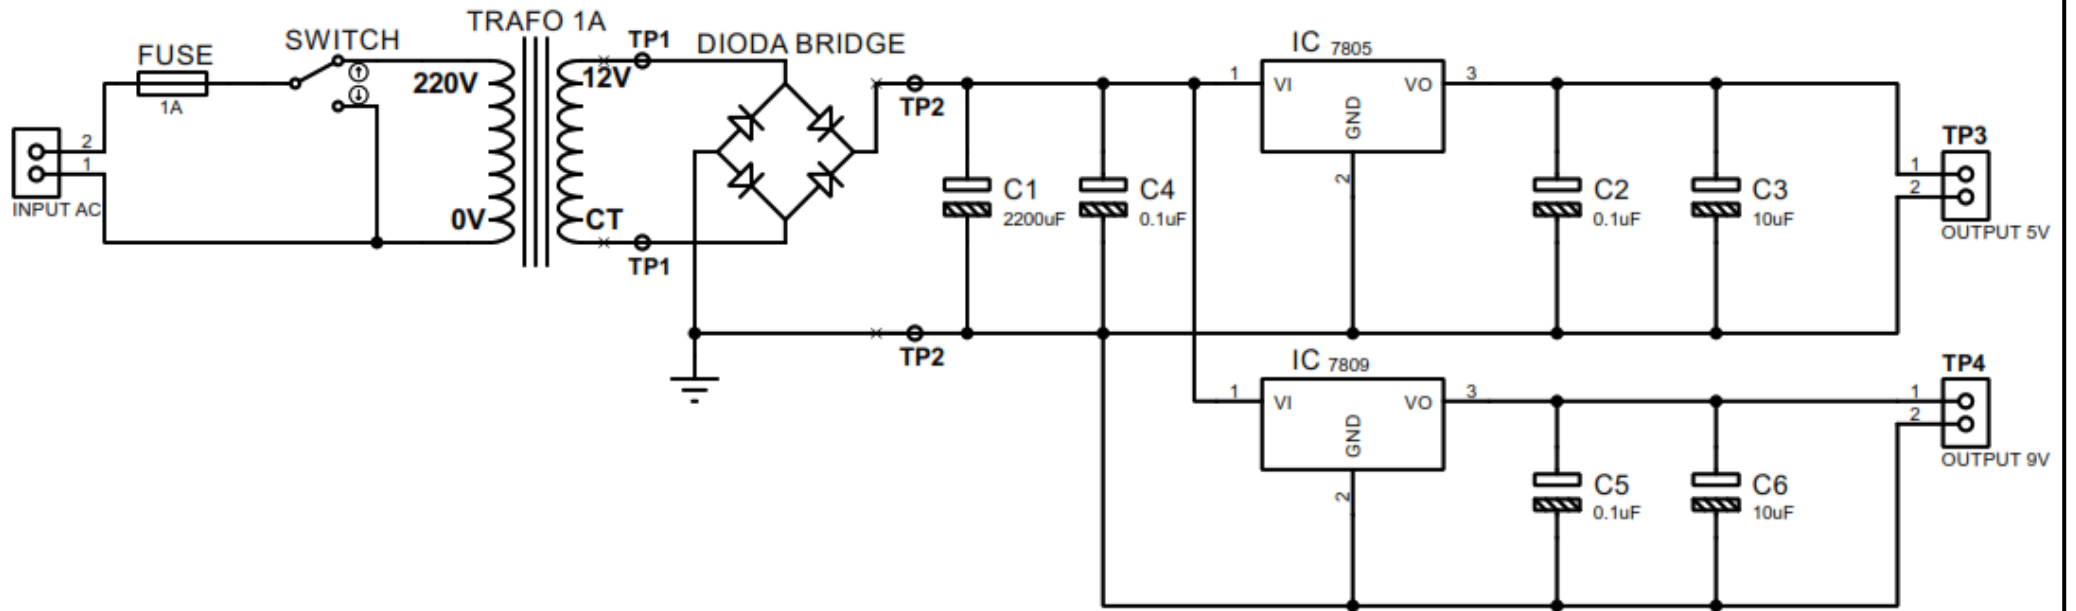 TRAFO 1A
FUSE
1A
SWITCH
220V
0V
12V
CT
TP1
TP1
DIODA BRIDGE
2
1
INPUT AC
TP2
TP2
C1
2200uF
C4
0.1uF
IC 7805
1
VI
VO
3
GND
2
C2
0.1uF
C3
10uF
TP3
1
2
OUTPUT 5V
IC 7809
1
VI
VO
3
GND
2
C5
0.1uF
C6
10uF
TP4
1
2
OUTPUT 9V